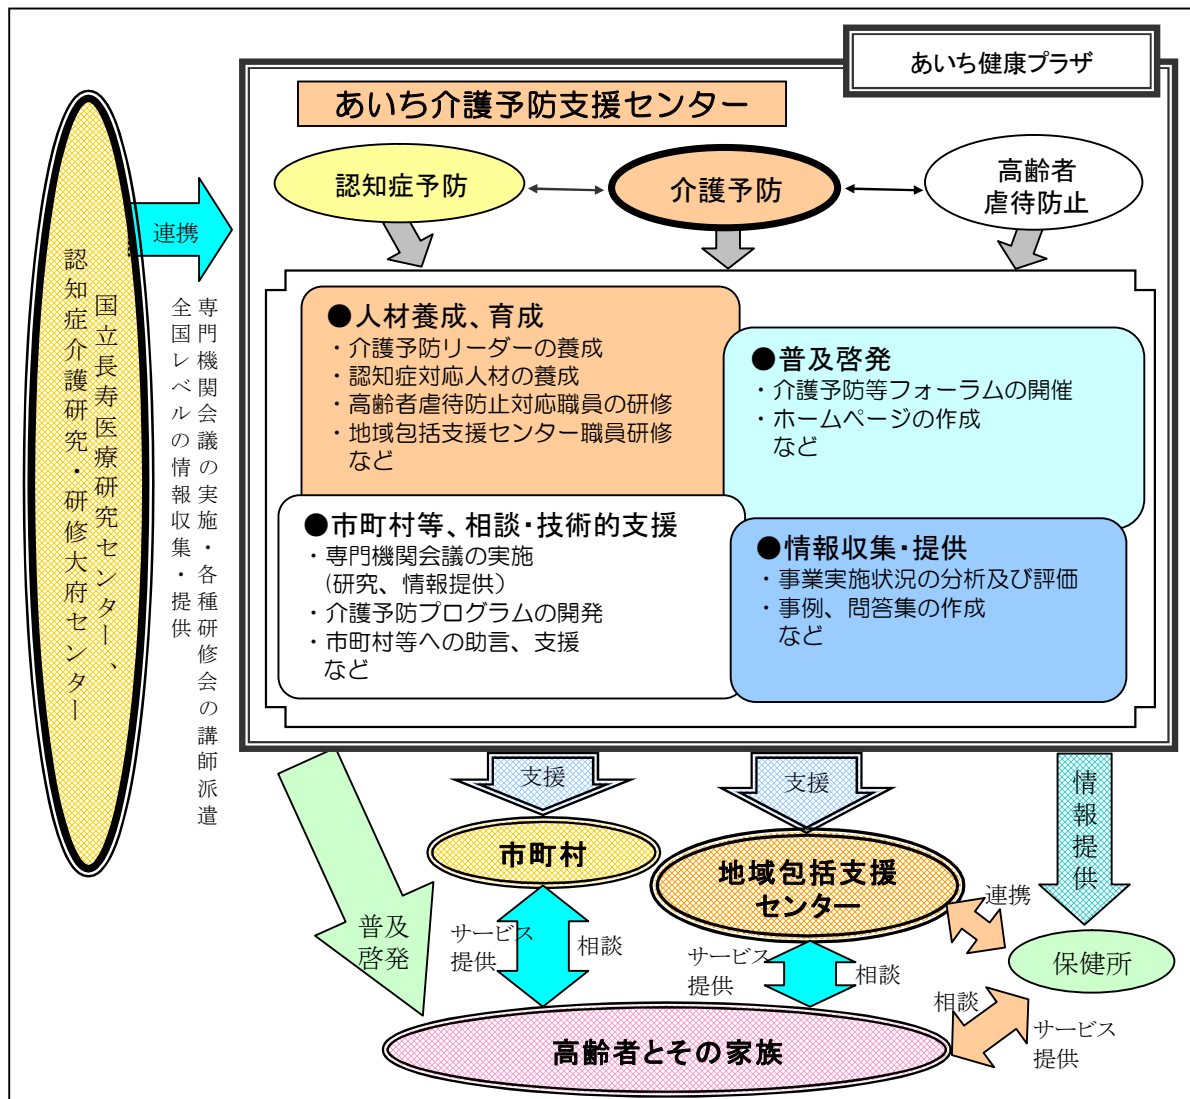 あいち健康プラザ
あいち介護予防支援センター
認知症予防
介護予防
高齢者
虐待防止
国立長寿医療研究センター、
認知症介護研究・研修大府センター
連携
専門機関会議の実施・各種研修会の講師派遣
全国レベルの情報収集・提供
●人材養成、育成
・介護予防リーダーの養成
・認知症対応人材の養成
・高齢者虐待防止対応職員の研修
・地域包括支援センター職員研修
など
●普及啓発
・介護予防等フォーラムの開催
・ホームページの作成
など
●市町村等、相談・技術的支援
・専門機関会議の実施
(研究、情報提供）
・介護予防プログラムの開発
・市町村等への助言、支援
など
●情報収集・提供
・事業実施状況の分析及び評価
・事例、問答集の作成
など
支援
支援
情報提供
市町村
地域包括支援
センター
連携
保健所
普及
啓発
サービス
提供
相談
サービス
提供
相談
相談
サービス
提供
高齢者とその家族